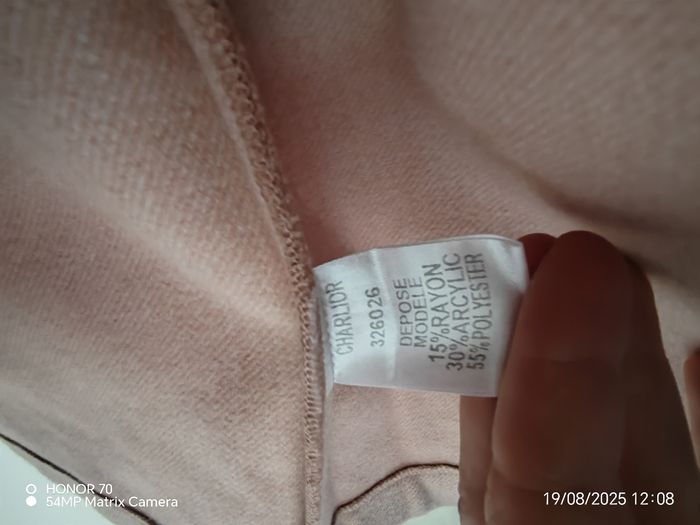 CHARLIOR
326026
DEPOSE
MODELE
15%RAYON
30%ARCYLIC
55%POLYESTER
HONOR 70
54MP Matrix Camera
19/08/2025 12:08